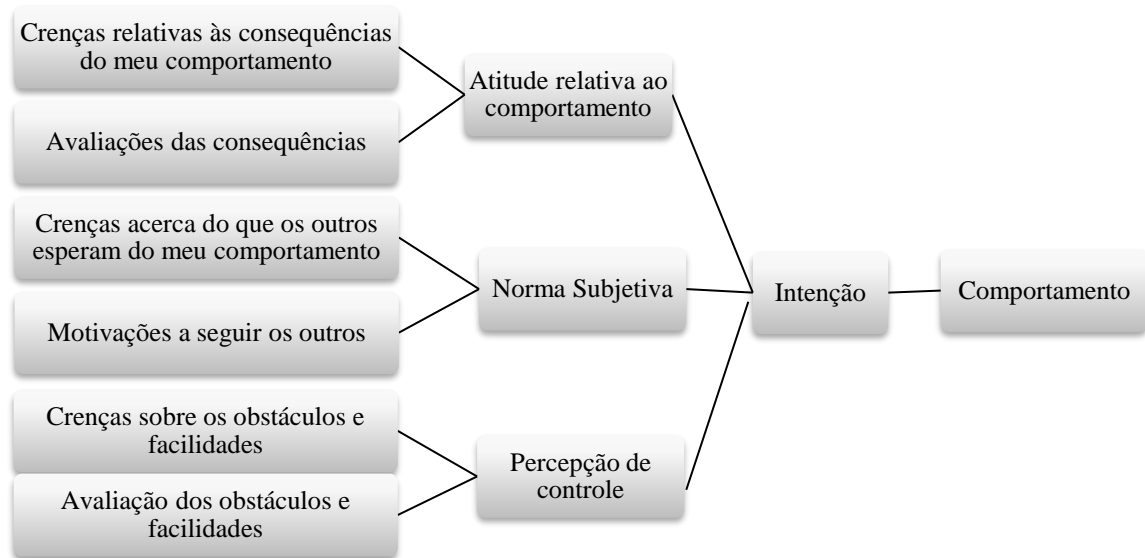 Crenças relativas às consequências
do meu comportamento
Avaliações das consequências
Atitude relativa ao
comportamento
Crenças acerca do que os outros
esperam do meu comportamento
Motivações a seguir os outros
Norma Subjetiva
Crenças sobre os obstáculos e
facilidades
Avaliação dos obstáculos e
facilidades
Percepção de
controle
Intenção
Comportamento